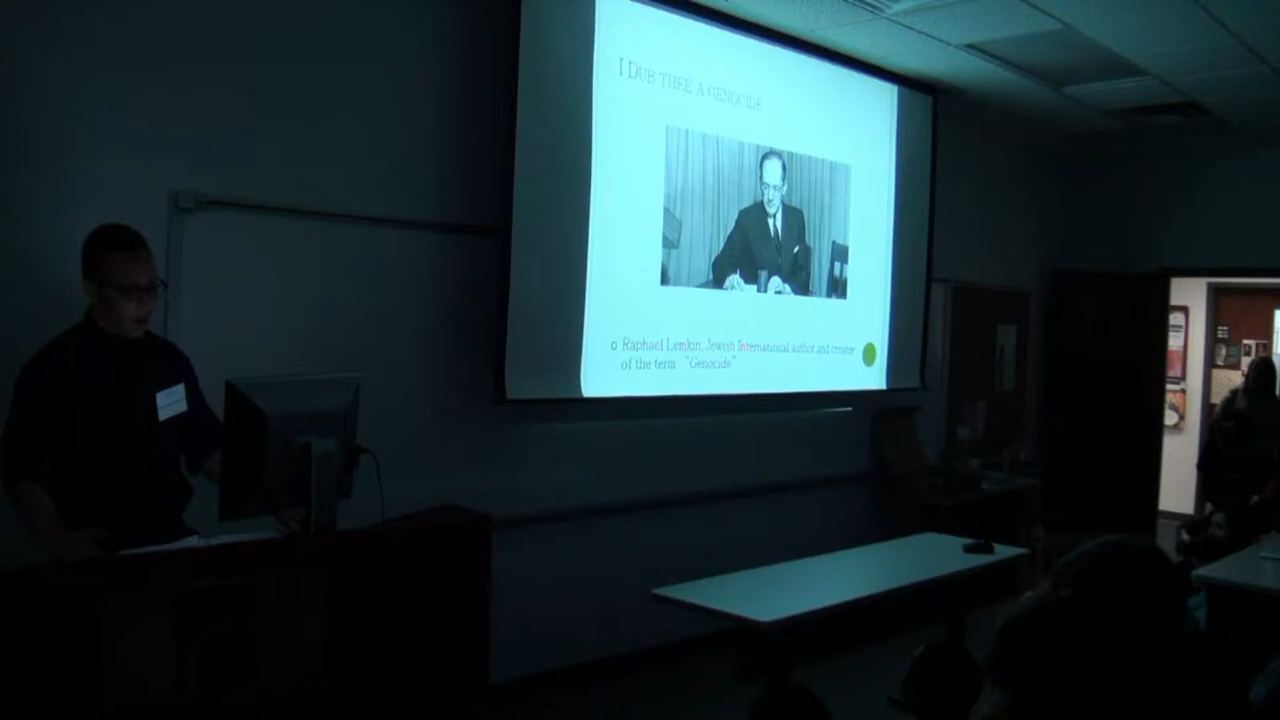 I DUB THEE A GENOCIDE
o Raphael Lemkin, Jewish International author and creator
of the term "Genocide"